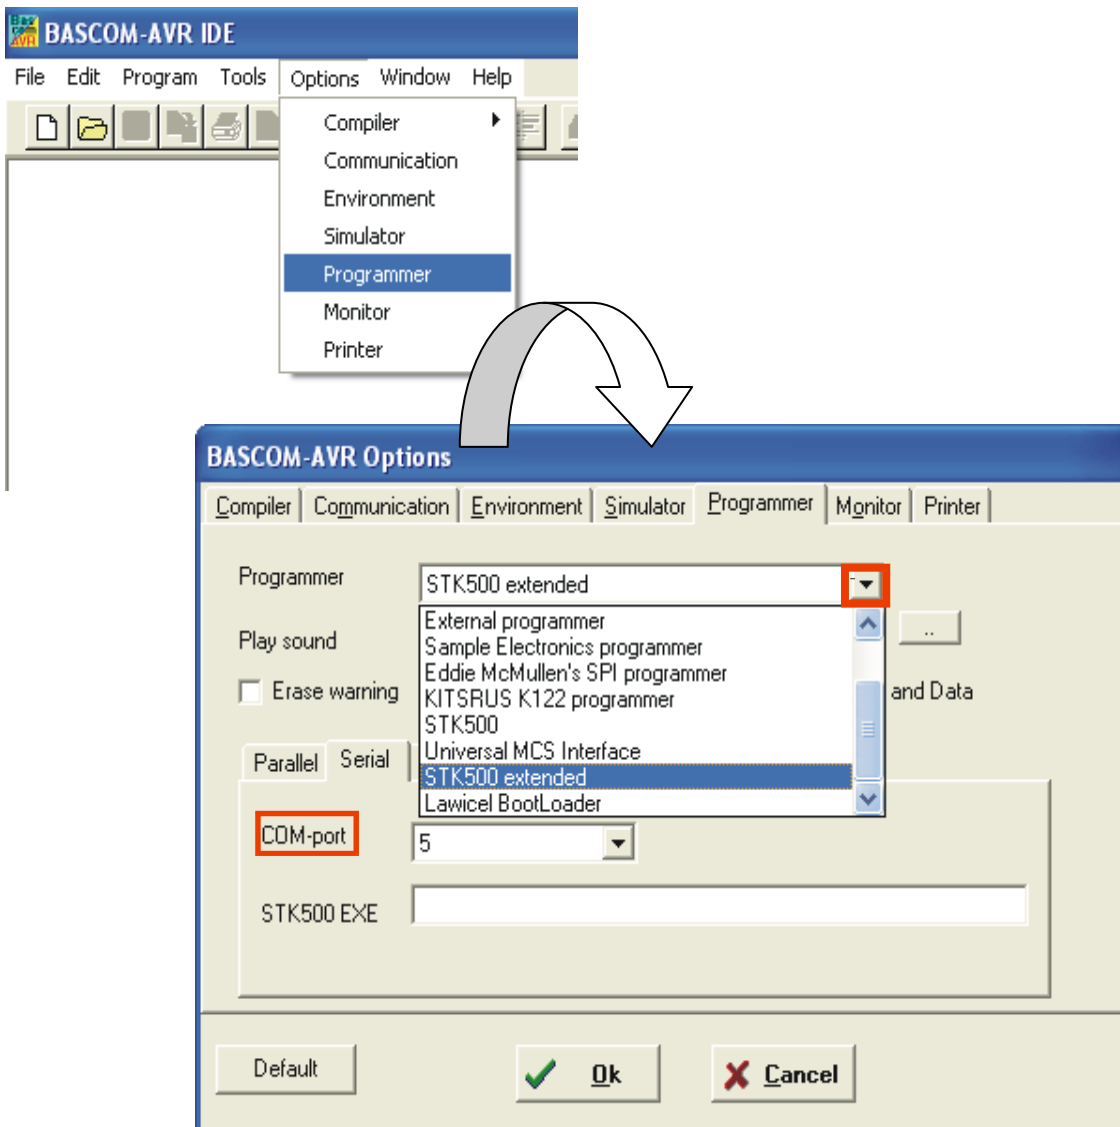 BASCOM-AVR IDE
File Edit Program Tools Options Window Help
Compiler
Communication
Environment
Simulator
Programmer
Monitor
Printer
BASCOM-AVR Options
Compiler Communication Environment Simulator Programmer Monitor Printer
Programmer STK500 extended
External programmer
Play sound ..
Sample Electronics programmer
Eddie McMullen's SPI programmer
Erase warning KITSRUS K122 programmer and Data
STK500
Universal MCS Interface
Parallel Serial
STK500 extended
Lawicel BootLoader
COM-port 5
STK500 EXE
Default Ok Cancel